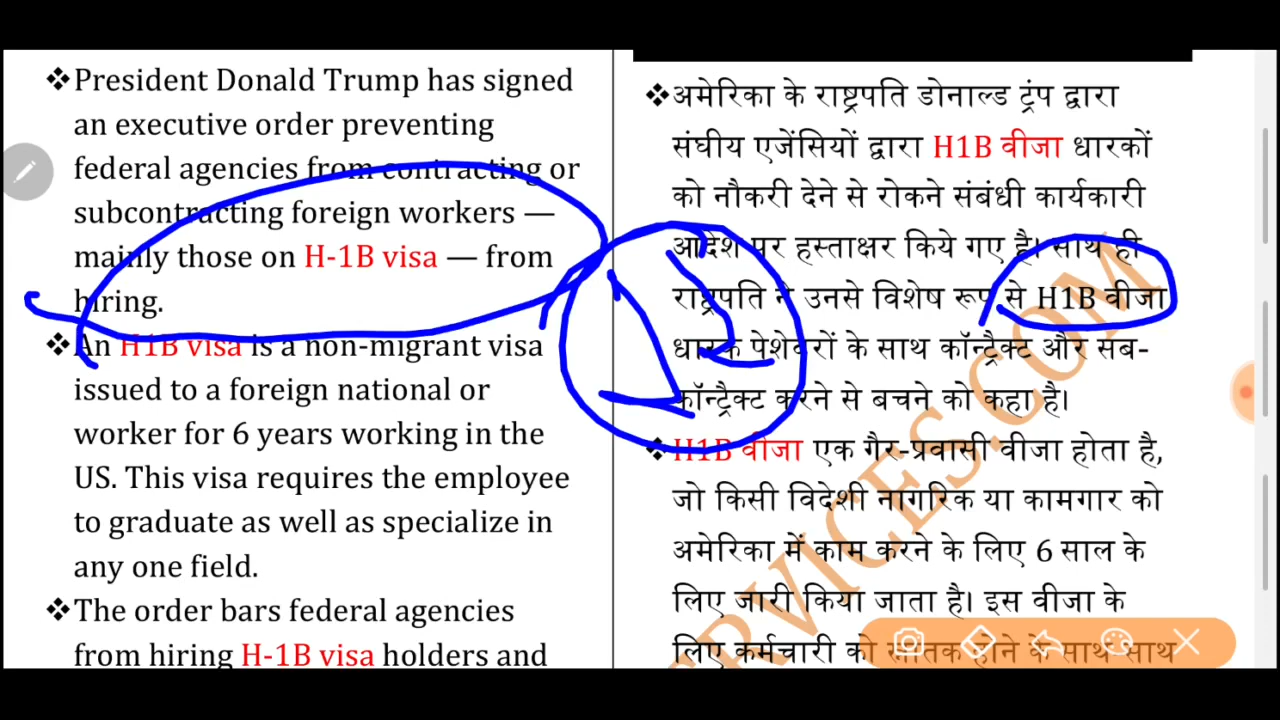 ❖President Donald Trump has signed
an executive order preventing
federal agencies from contracting or
subcontracting foreign workers —
mainly those on H-1B visa — from
hiring.
❖An H1B visa is a non-migrant visa
issued to a foreign national or
worker for 6 years working in the
US. This visa requires the employee
to graduate as well as specialize in
any one field.
❖The order bars federal agencies
from hiring H-1B visa holders and
❖अमेरिका के राष्ट्रपति डोनाल्ड ट्रंप द्वारा
संघीय एजेंसियों द्वारा H1B वीजा धारकों
को नौकरी देने से रोकने संबंधी कार्यकारी
आदेश पर हस्ताक्षर किये गए है। साथ ही
राष्ट्रपति ने उनसे विशेष रूप से H1B वीजा
धारक पेशेवरों के साथ कॉन्ट्रैक्ट और सब-
कॉन्ट्रैक्ट करने से बचने को कहा है।
❖H1B वीजा एक गैर-प्रवासी वीजा होता है,
जो किसी विदेशी नागरिक या कामगार को
अमेरिका में काम करने के लिए 6 साल के
लिए जारी किया जाता है। इस वीजा के
लिए कर्मचारी को स्नातक होने के साथ साथ
SERVICES.COM